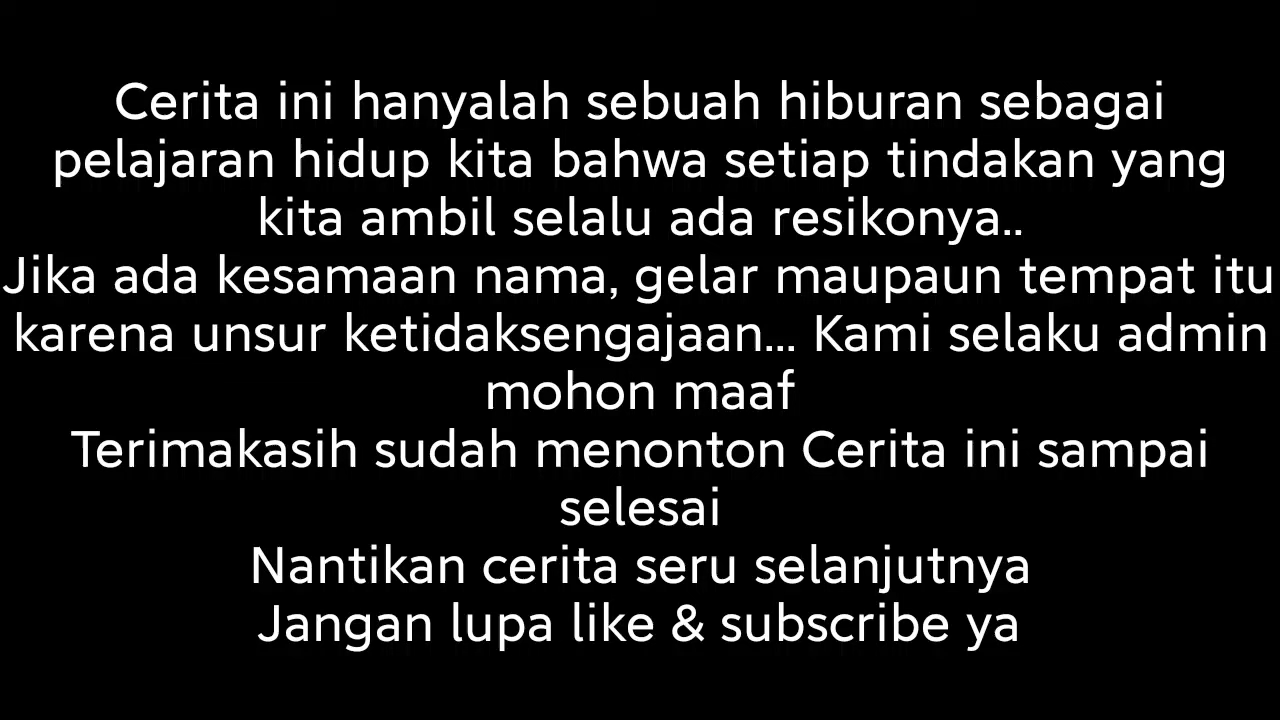 Cerita ini hanyalah sebuah hiburan sebagai
pelajaran hidup kita bahwa setiap tindakan yang
kita ambil selalu ada resikonya..
Jika ada kesamaan nama, gelar maupaun tempat itu
karena unsur ketidaksengajaan... Kami selaku admin
mohon maaf
Terimakasih sudah menonton Cerita ini sampai
selesai
Nantikan cerita seru selanjutnya
Jangan lupa like & subscribe ya